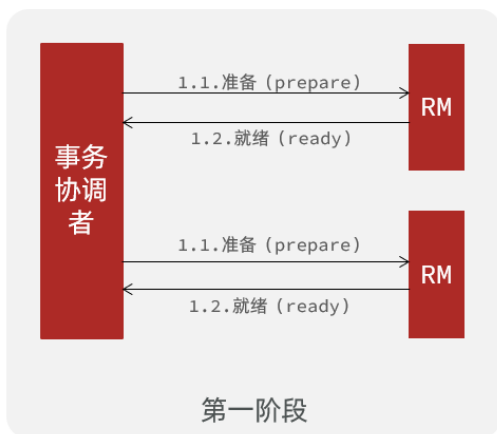 1.1.准备 (prepare)
RM
1.2.就绪 (ready)
事务
协调
者
1.1.准备 (prepare)
RM
1.2.就绪 (ready)
第一阶段